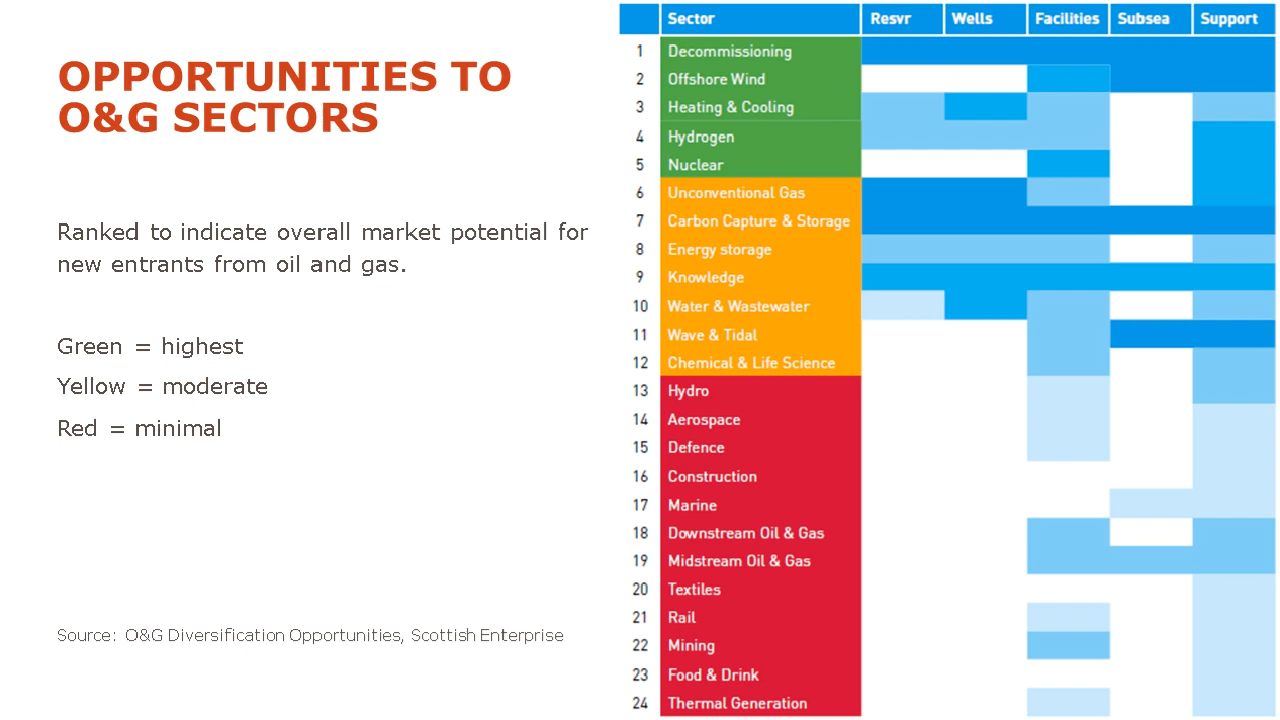 OPPORTUNITIES TO
O&G SECTORS
Ranked to indicate overall market potential for
new entrants from oil and gas.
Green = highest
Yellow = moderate
Red = minimal
Source: O&G Diversification Opportunities, Scottish Enterprise
Sector Resvr Wells Facilities Subsea Support
1 Decommissioning
2 Offshore Wind
3 Heating & Cooling
4 Hydrogen
5 Nuclear
6 Unconventional Gas
7 Carbon Capture & Storage
8 Energy storage
9 Knowledge
10 Water & Wastewater
11 Wave & Tidal
12 Chemical & Life Science
13 Hydro
14 Aerospace
15 Defence
16 Construction
17 Marine
18 Downstream Oil & Gas
19 Midstream Oil & Gas
20 Textiles
21 Rail
22 Mining
23 Food & Drink
24 Thermal Generation